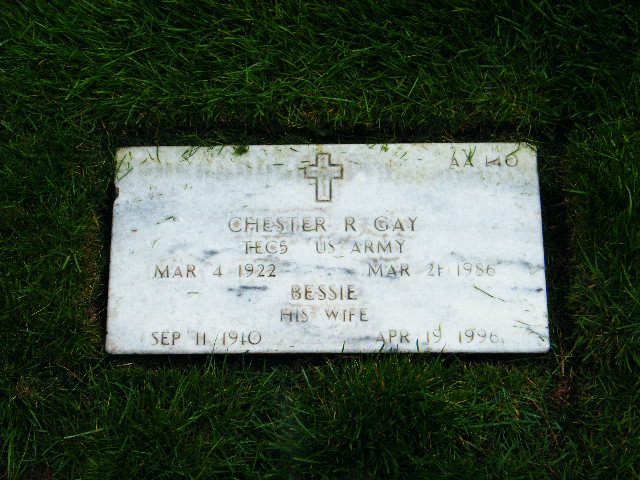 AX 146
CHESTER R GAY
TEC5 US ARMY
MAR 4 1922 MAR 21 1986
BESSIE
HIS WIFE
SEP 11 1910 APR 19 1996